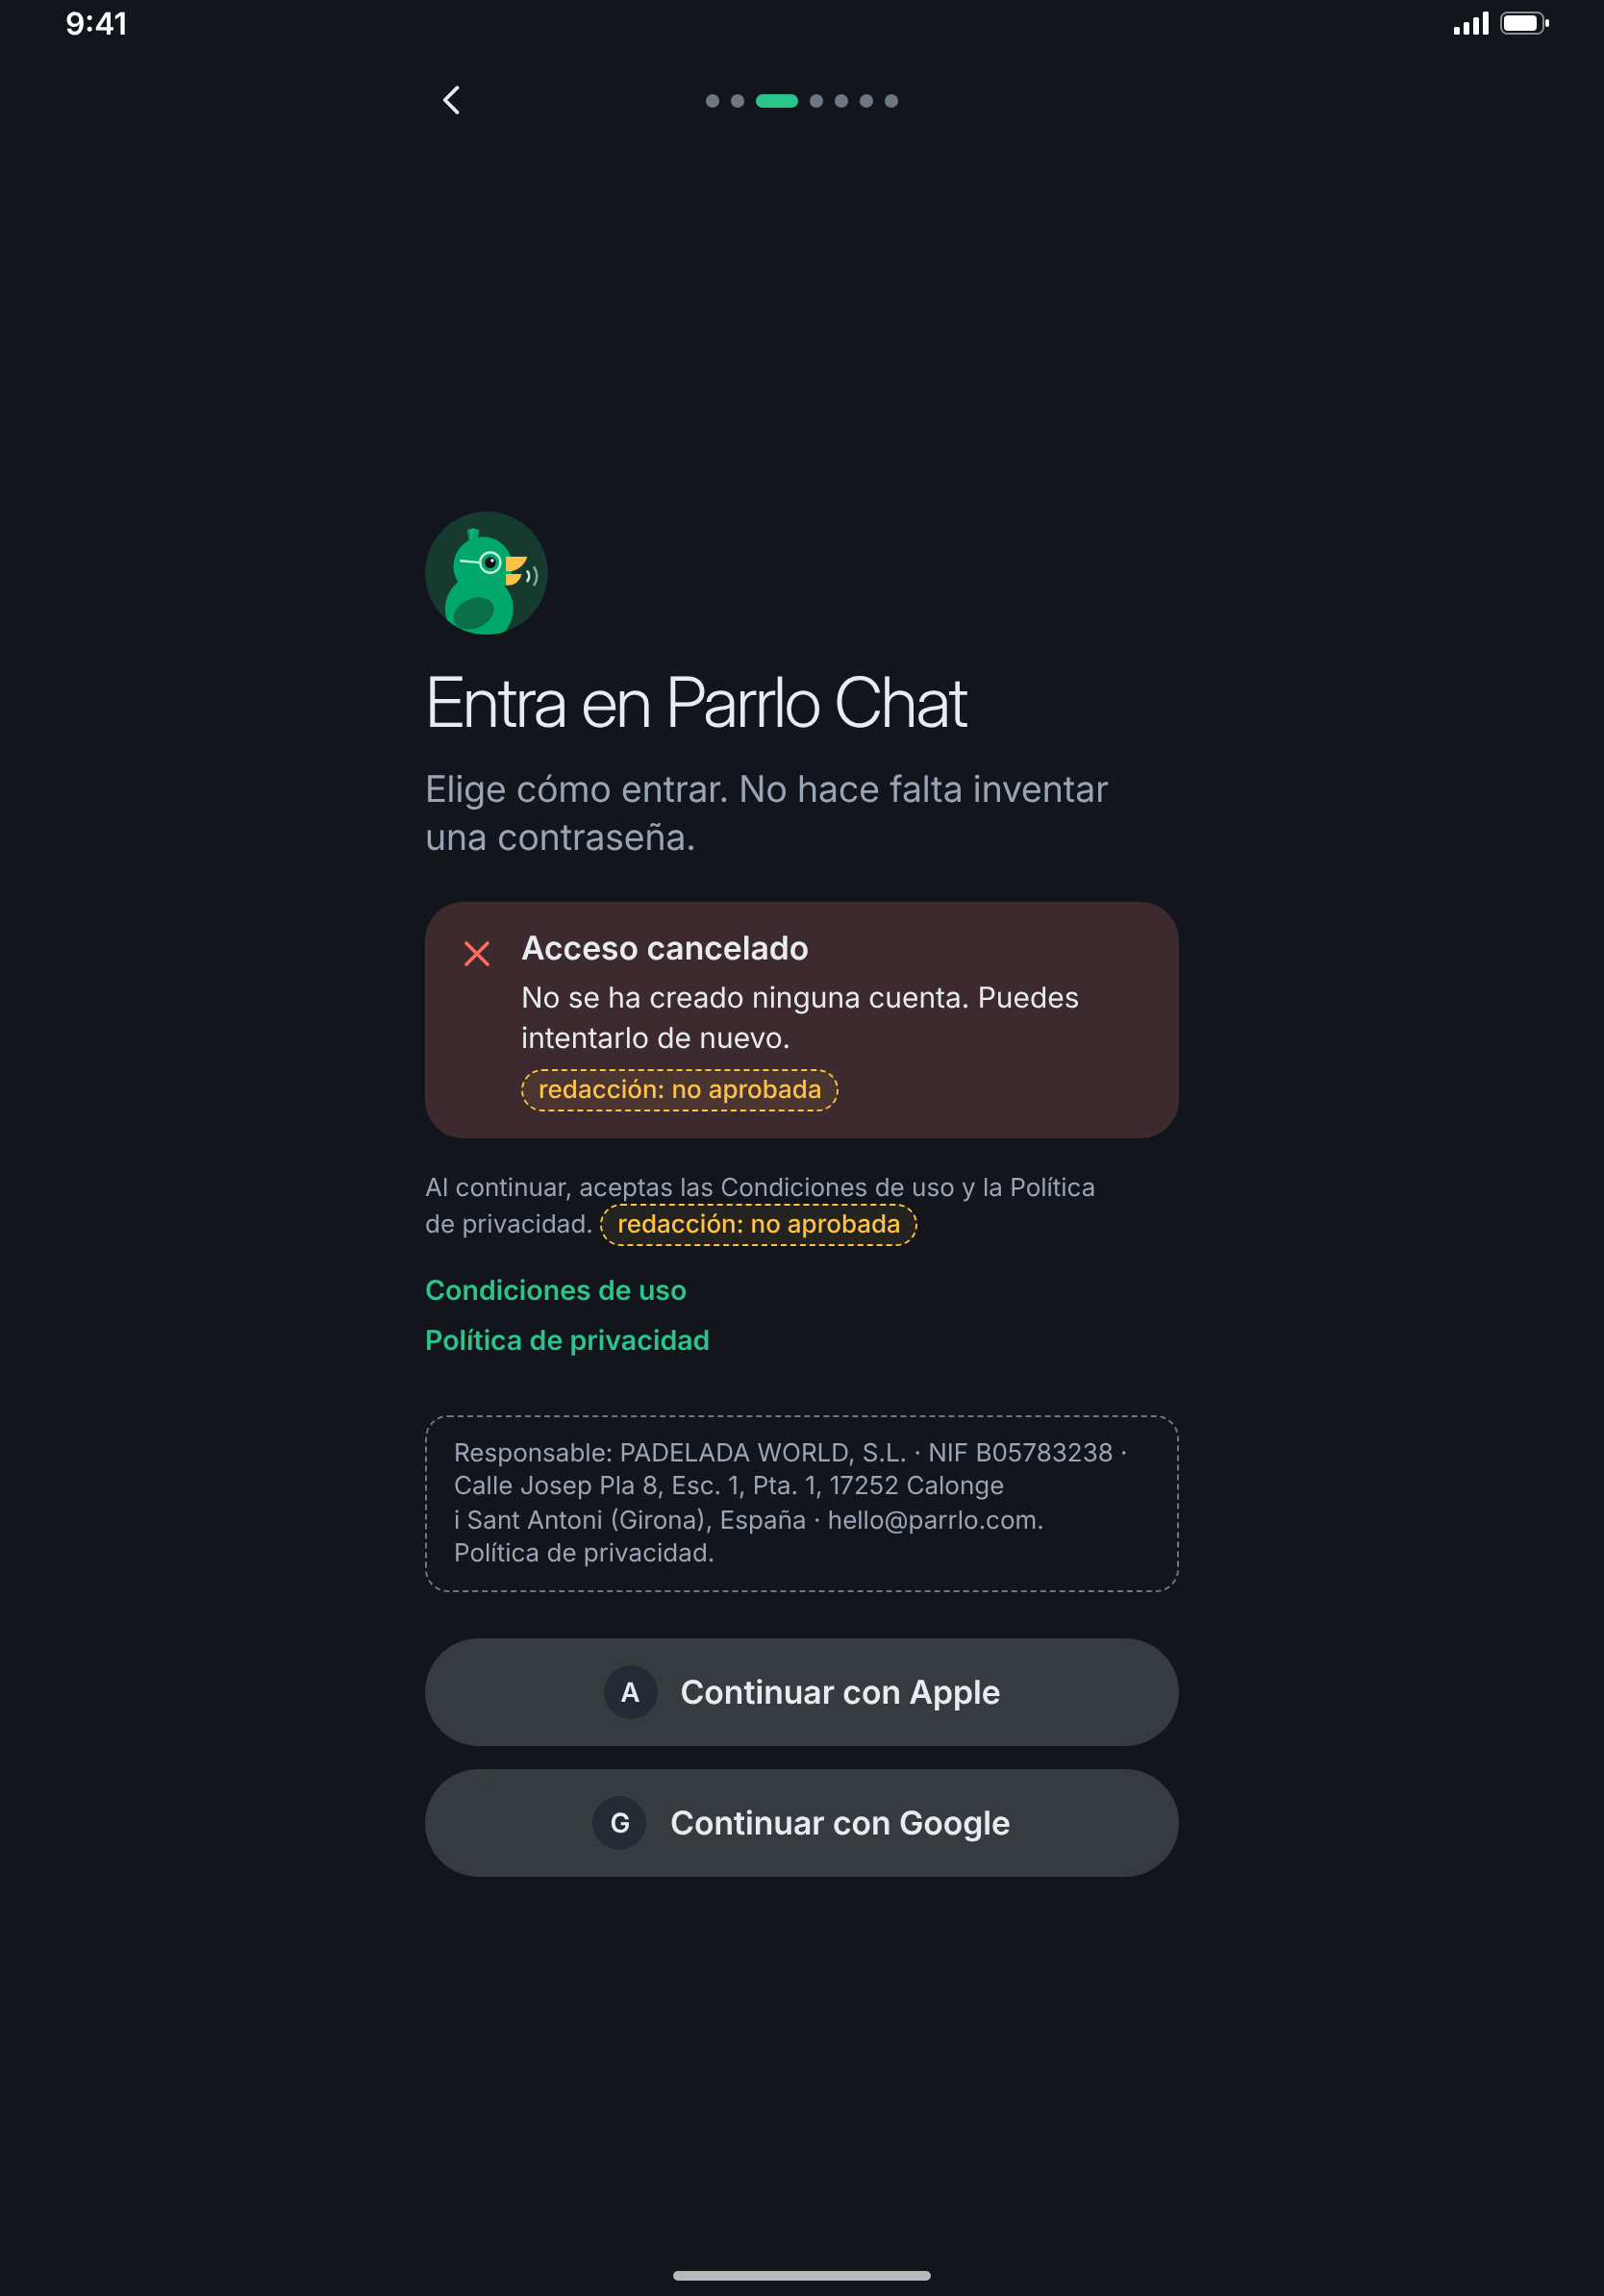 9:41
Entra en Parrlo Chat
Elige cómo entrar. No hace falta inventar
una contraseña.
Acceso cancelado
No se ha creado ninguna cuenta. Puedes
intentarlo de nuevo.
redacción: no aprobada
Al continuar, aceptas las Condiciones de uso y la Política
de privacidad. redacción: no aprobada
Condiciones de uso
Política de privacidad
Responsable: PADELADA WORLD, S.L. · NIF B05783238 ·
Calle Josep Pla 8, Esc. 1, Pta. 1, 17252 Calonge
i Sant Antoni (Girona), España · hello@parrlo.com.
Política de privacidad.
A Continuar con Apple
G Continuar con Google